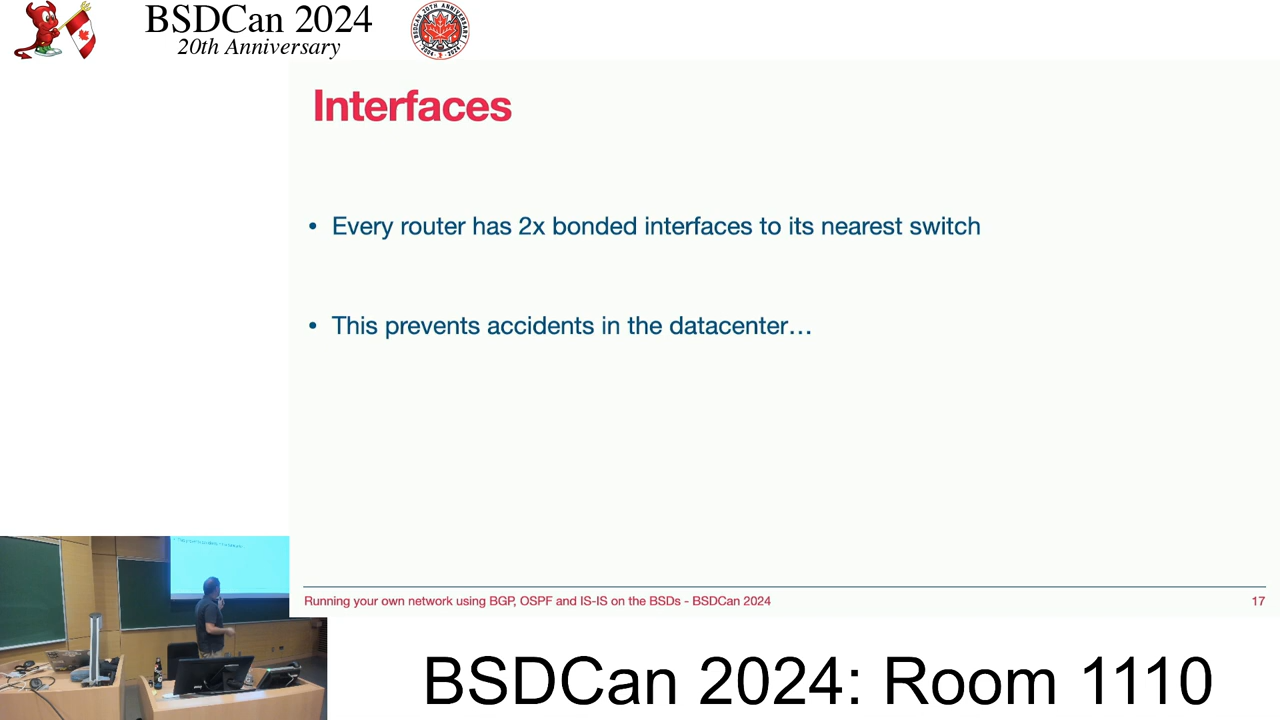 BSDCan 2024
20th Anniversary
Interfaces
• Every router has 2x bonded interfaces to its nearest switch
• This prevents accidents in the datacenter…
Running your own network using BGP, OSPF and IS-IS on the BSDs - BSDCan 2024
17
BSDCan 2024: Room 1110